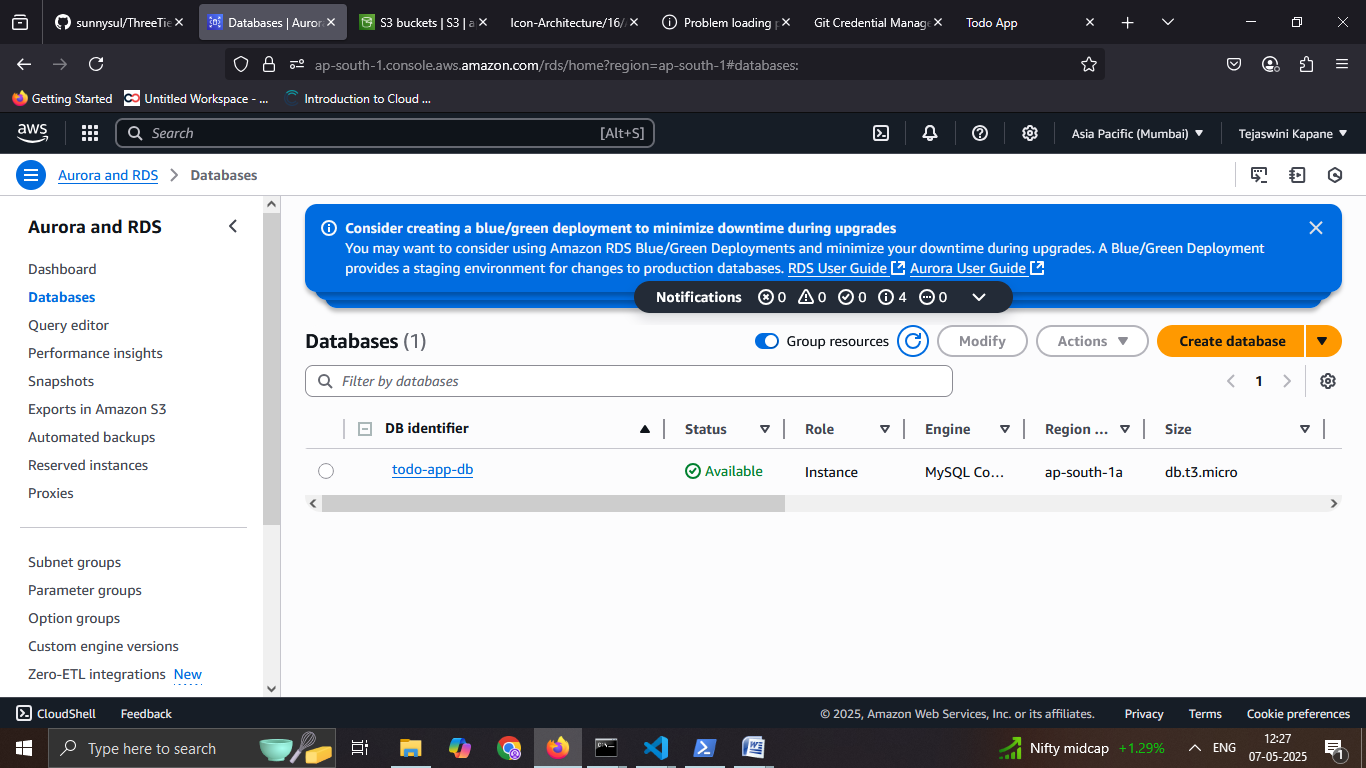 sunnysul/ThreeTie
Databases | Auror
S3 buckets | S3 | a
Icon-Architecture/16/
Problem loading p
Git Credential Manage
Todo App
ap-south-1.console.aws.amazon.com/rds/home?region=ap-south-1#databases:
Getting Started
Untitled Workspace - ...
Introduction to Cloud ...
aws
Search
[Alt+S]
Asia Pacific (Mumbai)
Tejaswini Kapane
Aurora and RDS
Databases
Aurora and RDS
Dashboard
Databases
Query editor
Performance insights
Snapshots
Exports in Amazon S3
Automated backups
Reserved instances
Proxies
Subnet groups
Parameter groups
Option groups
Custom engine versions
Zero-ETL integrations New
Consider creating a blue/green deployment to minimize downtime during upgrades
You may want to consider using Amazon RDS Blue/Green Deployments and minimize your downtime during upgrades. A Blue/Green Deployment
provides a staging environment for changes to production databases. RDS User Guide Aurora User Guide
Notifications 0 0 0 4 0
Databases (1)
Group resources
Modify
Actions
Create database
Filter by databases
1
DB identifier Status Role Engine Region ... Size
todo-app-db Available Instance MySQL Co... ap-south-1a db.t3.micro
CloudShell
Feedback
© 2025, Amazon Web Services, Inc. or its affiliates.
Privacy
Terms
Cookie preferences
Type here to search
Nifty midcap +1.29%
ENG
12:27
07-05-2025
1